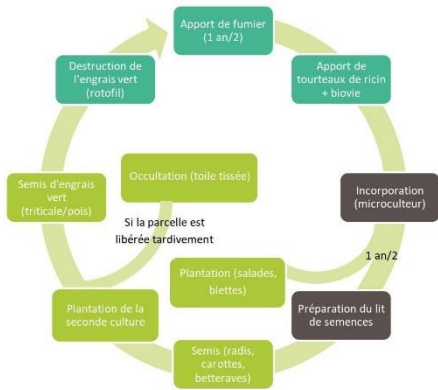 Apport de fumier
(1 an/2)
Apport de
tourteaux de ricin
+ biovie
Incorporation
(microculteur)
1 an/2
Préparation du lit
de semences
Plantation (salades,
blettes)
Semis (radis,
carottes,
betteraves)
Plantation de la
seconde culture
Si la parcelle est
libérée tardivement
Occultation (toile tissée)
Semis d'engrais
vert
(triticale/pois)
Destruction de
l'engrais vert
(rotofil)